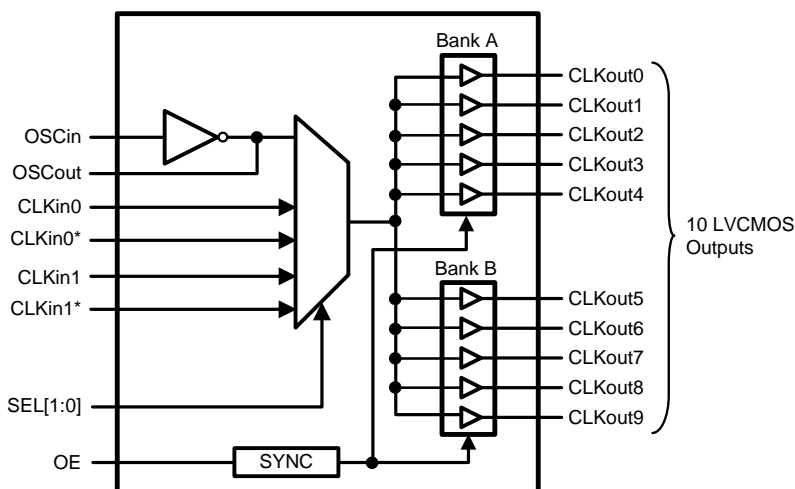 Bank A
CLKout0
CLKout1
CLKout2
CLKout3
CLKout4
OSCin
OSCout
CLKin0
CLKin0*
CLKin1
CLKin1*
10 LVCMOS
Outputs
Bank B
CLKout5
CLKout6
CLKout7
CLKout8
CLKout9
SEL[1:0]
OE
SYNC